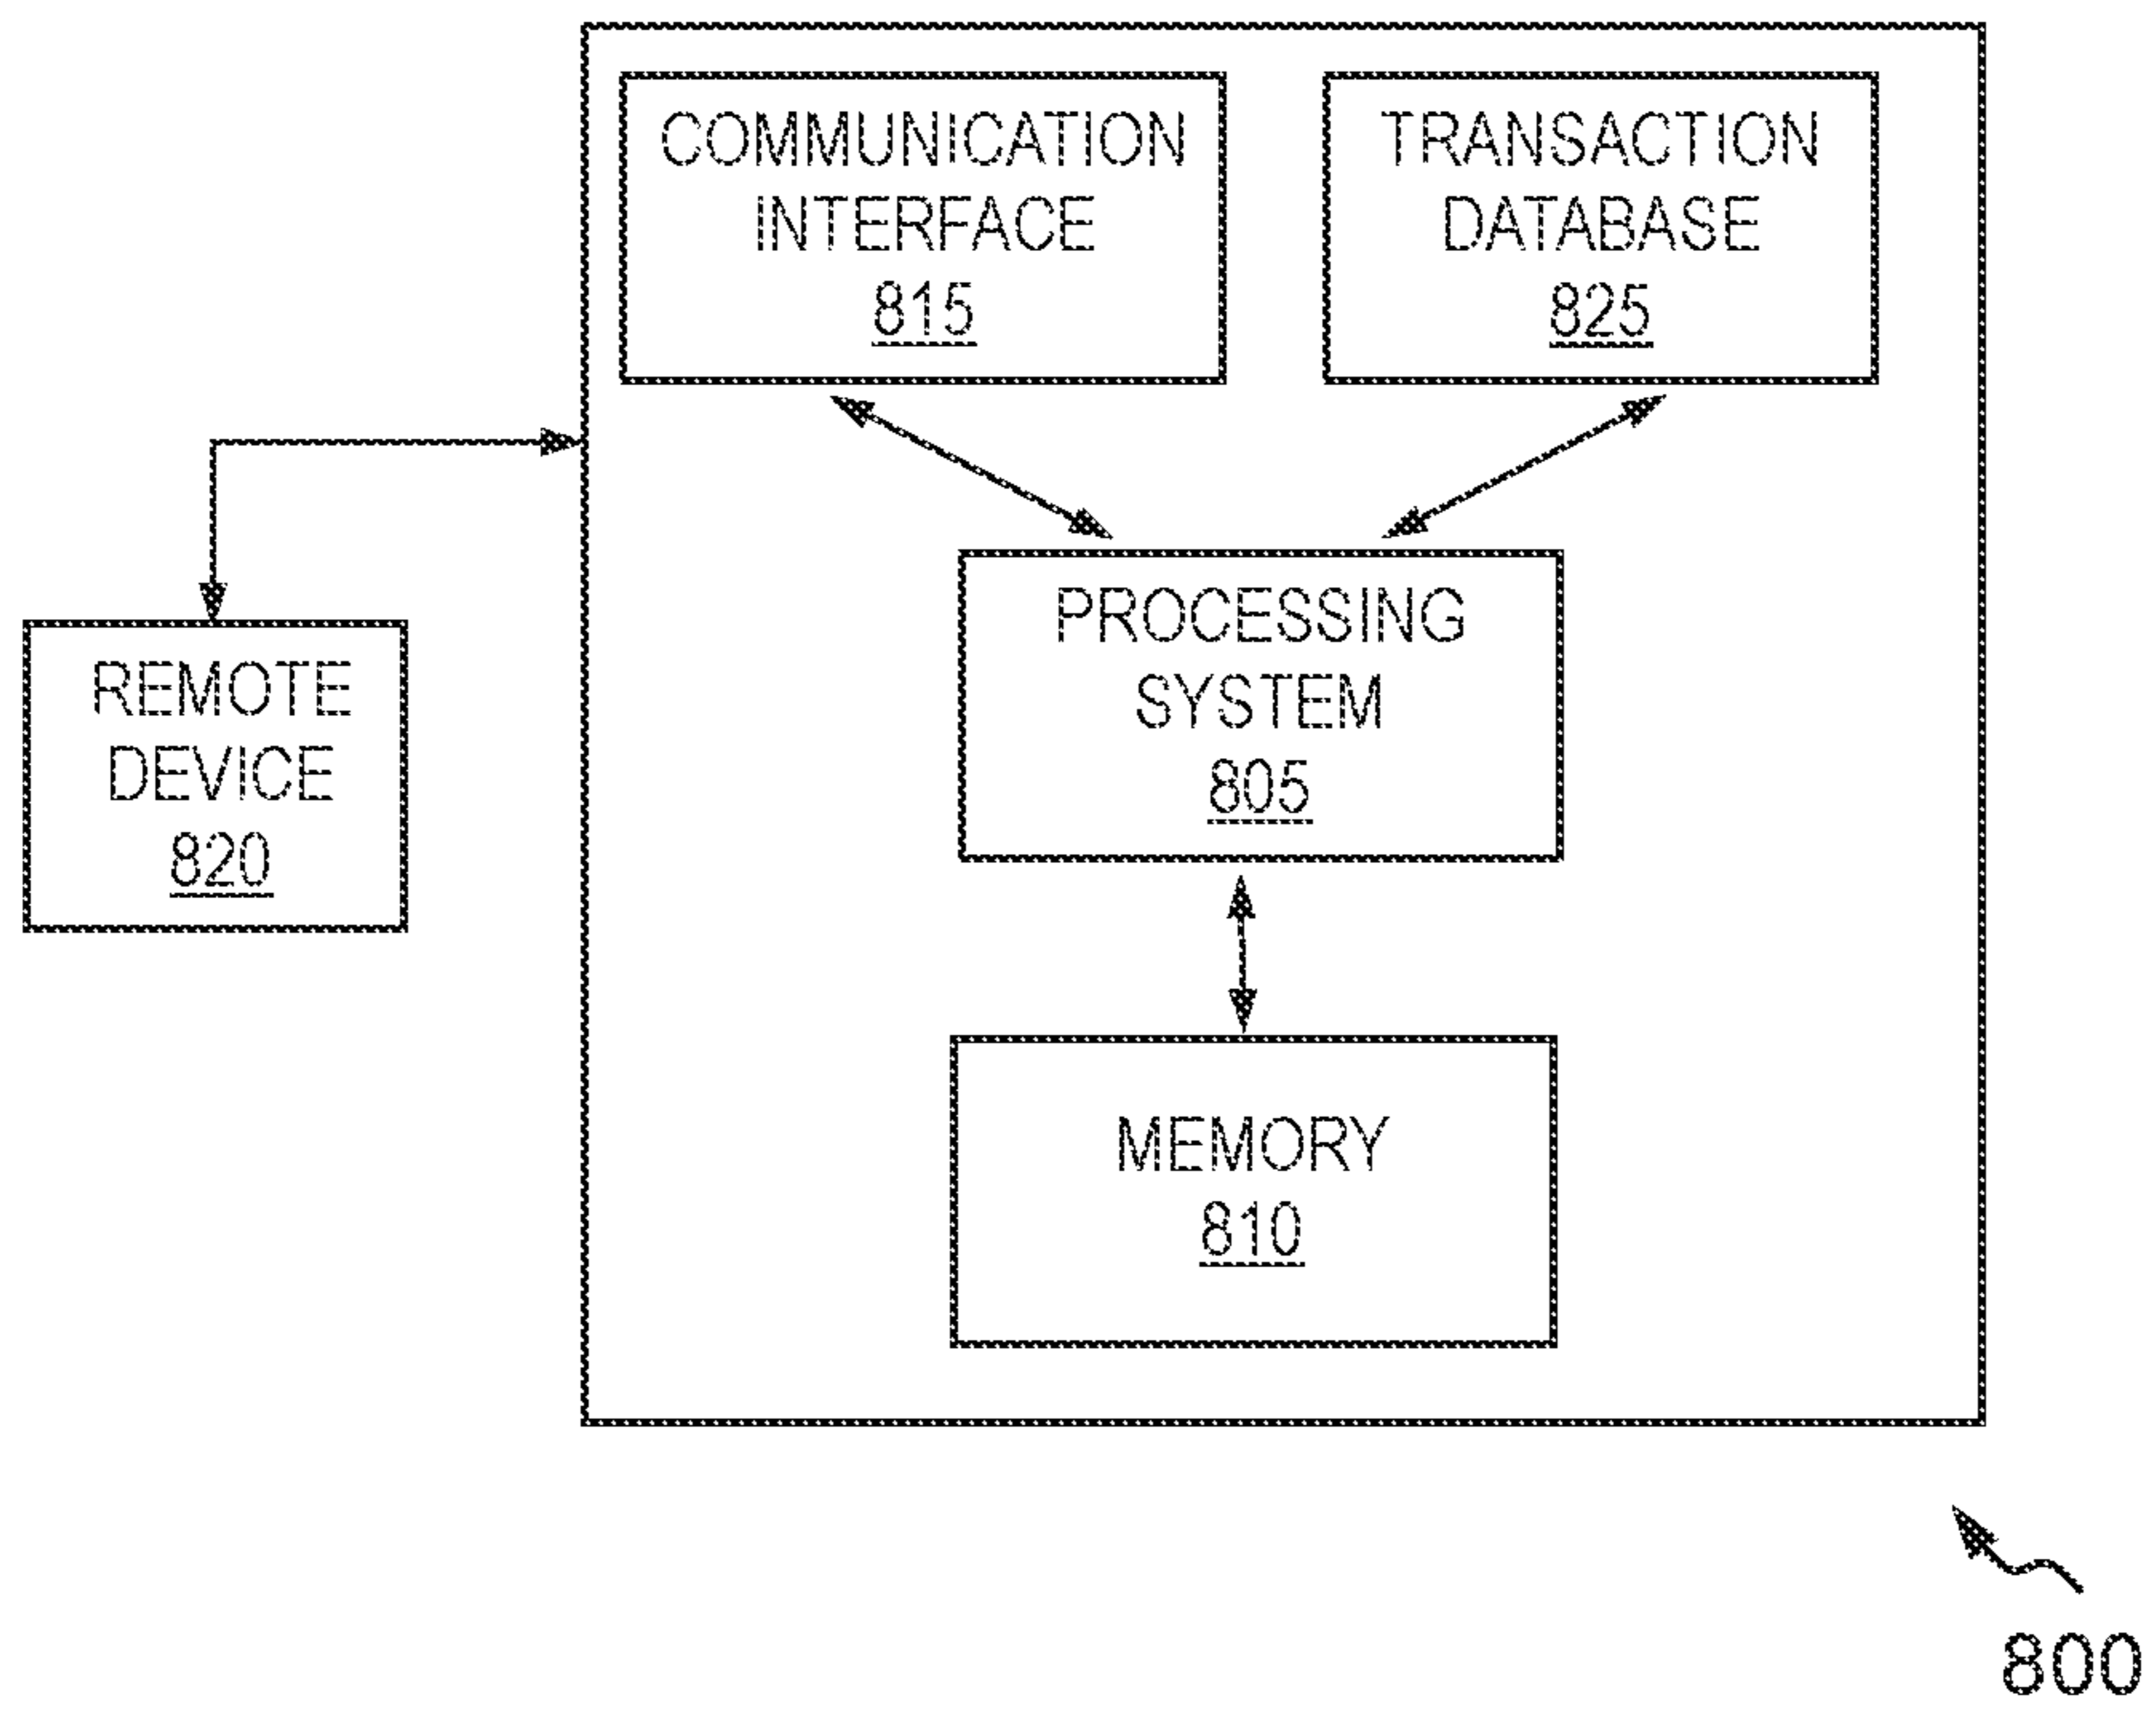 COMMUNICATION
INTERFACE
815
TRANSACTION
DATABASE
825
PROCESSING
SYSTEM
805
REMOTE
DEVICE
820
MEMORY
810
800